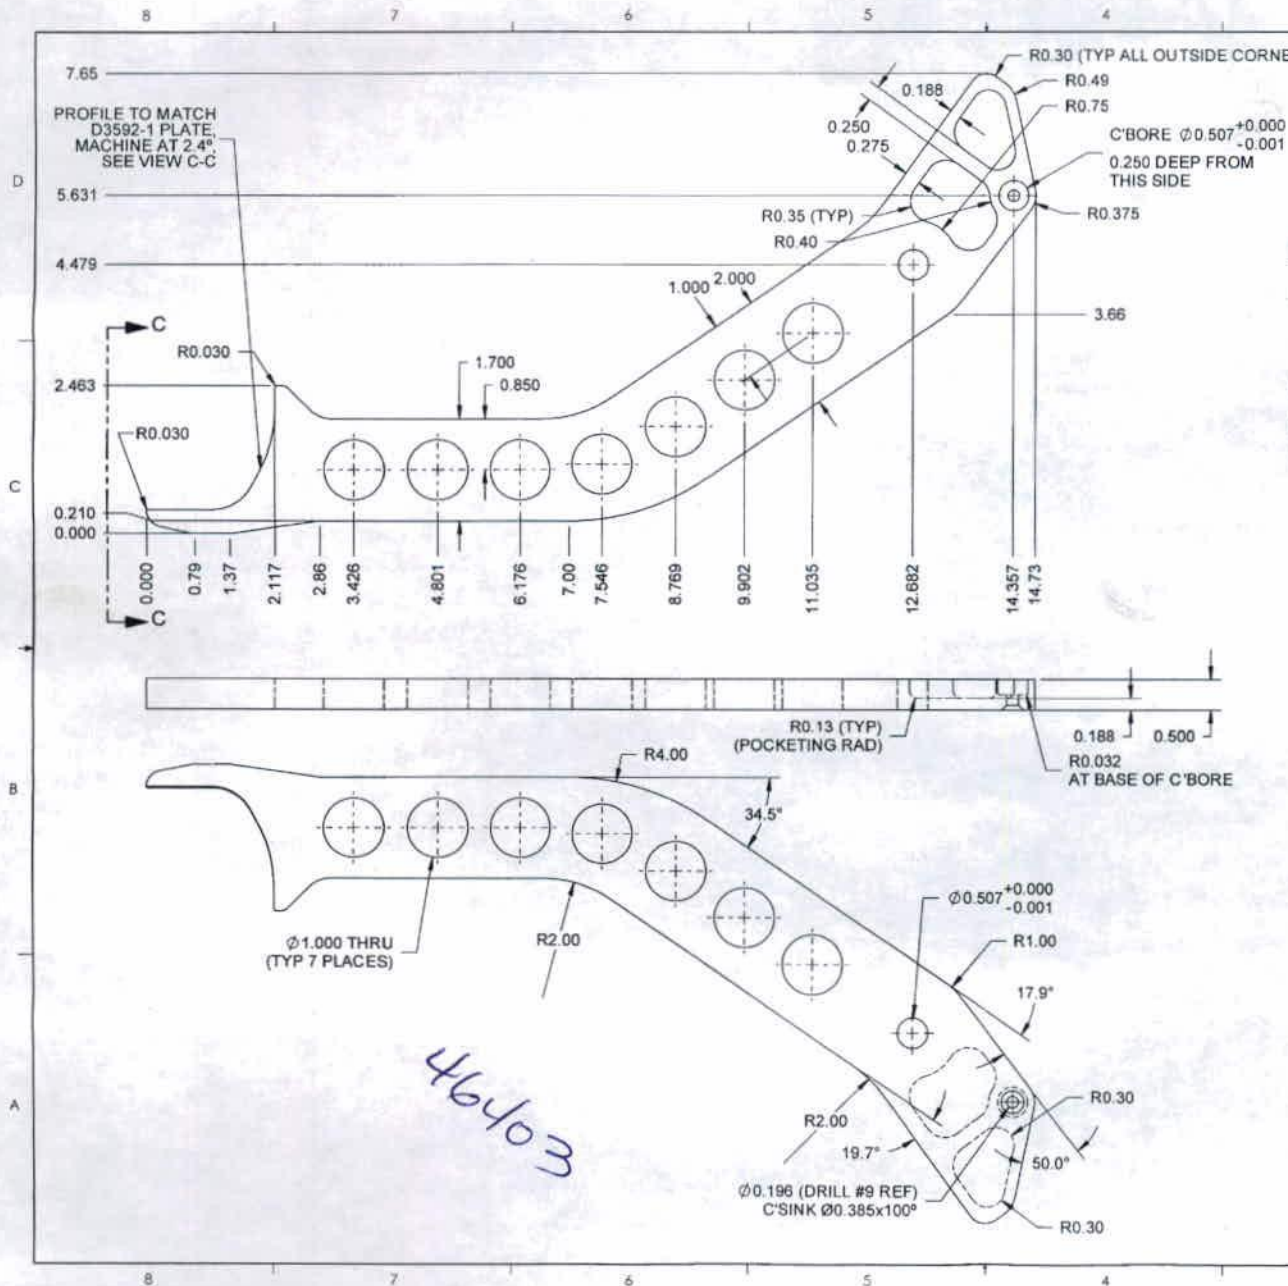 8 7 6 5 4
7.65
PROFILE TO MATCH
D3592-1 PLATE,
MACHINE AT 2.4°,
SEE VIEW C-C
D
5.631
4.479
C
R0.030
2.463
R0.030
C
0.210
0.000
C
1.700
0.850
1.000
2.000
0.188
0.250
0.275
R0.35 (TYP)
R0.40
R0.30 (TYP ALL OUTSIDE CORNE
R0.49
R0.75
C'BORE Ø0.507 +0.000
-0.001
0.250 DEEP FROM
THIS SIDE
R0.375
3.66
0.000
0.79
1.37
2.117
2.86
3.426
4.801
6.176
7.00
7.546
8.769
9.902
11.035
12.682
14.357
14.73
R0.13 (TYP)
(POCKETING RAD)
0.188
0.500
R0.032
AT BASE OF C'BORE
B
R4.00
34.5°
Ø1.000 THRU
(TYP 7 PLACES)
R2.00
Ø0.507 +0.000
-0.001
R1.00
17.9°
A
46403
R2.00
19.7°
R0.30
50.0°
Ø0.196 (DRILL #9 REF)
C'SINK Ø0.385x100°
R0.30
8 7 6 5 4